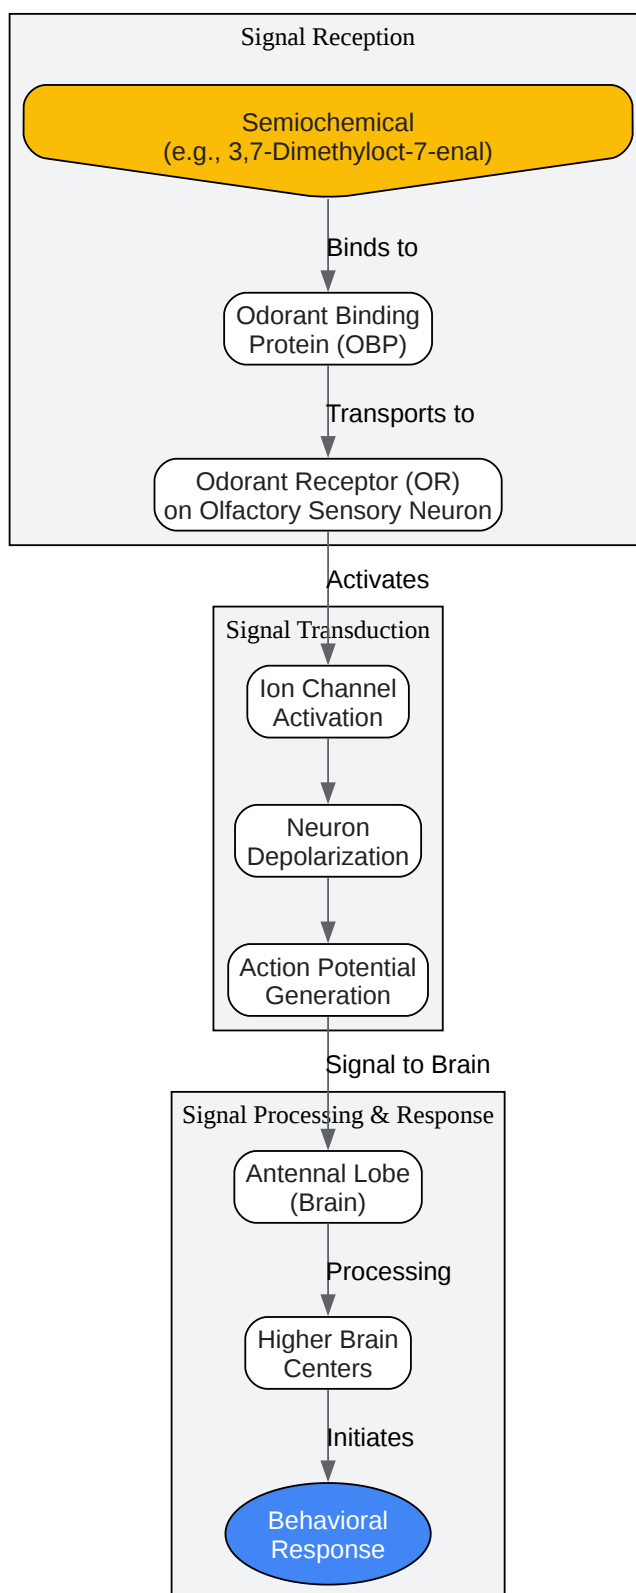 Signal Reception
Semiochemical
(e.g., 3,7-Dimethyloct-7-enal)
Binds to
Odorant Binding
Protein (OBP)
Transports to
Odorant Receptor (OR)
on Olfactory Sensory Neuron
Activates
Signal Transduction
Ion Channel
Activation
Neuron
Depolarization
Action Potential
Generation
Signal to Brain
Signal Processing & Response
Antennal Lobe
(Brain)
Processing
Higher Brain
Centers
Initiates
Behavioral
Response